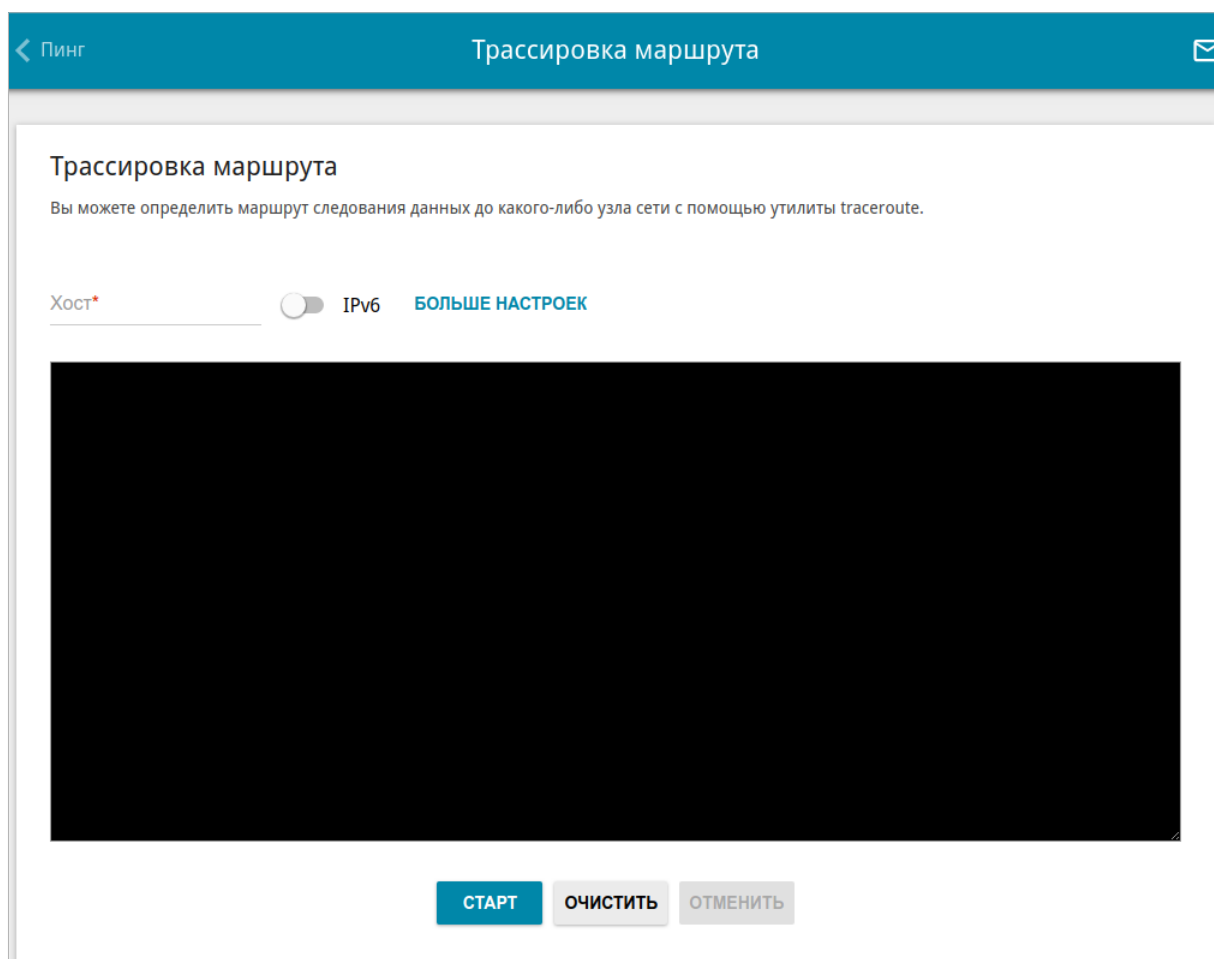 Пинг
Трассировка маршрута
Трассировка маршрута
Вы можете определить маршрут следования данных до какого-либо узла сети с помощью утилиты traceroute.
Хост*
IPv6
БОЛЬШЕ НАСТРОЕК
СТАРТ
ОЧИСТИТЬ
ОТМЕНИТЬ